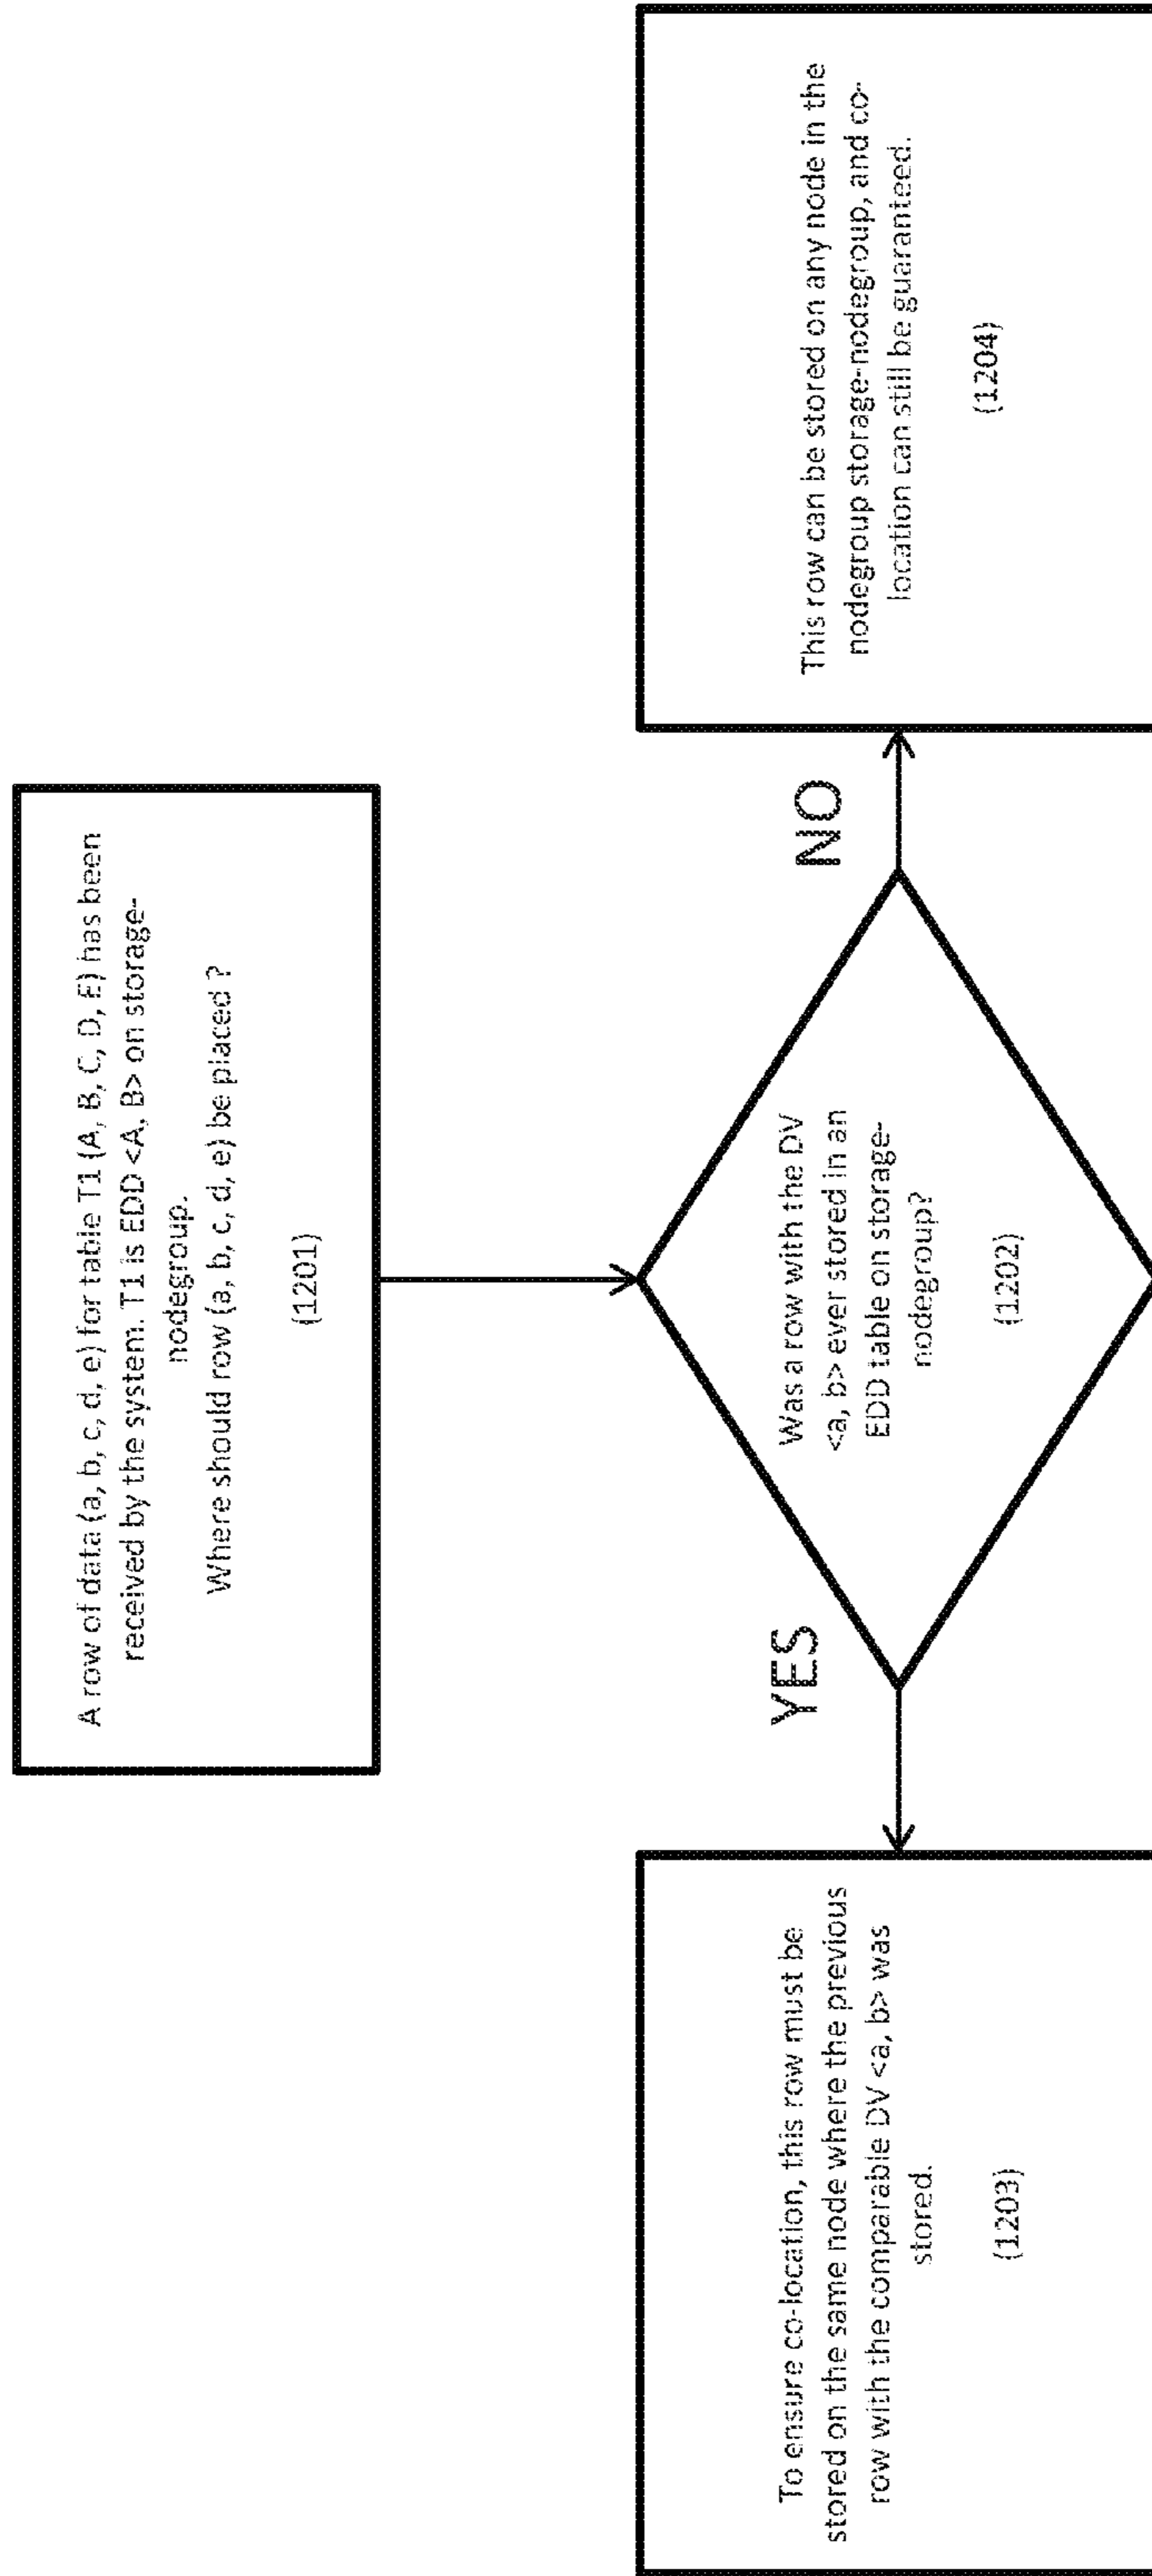 A row of data (a, b, c, d, e) for table T1 (A, B, C, D, E) has been
received by the system. T1 is EDD <A, B> on storage-
nodegroup.
Where should row (a, b, c, d, e) be placed ?
(1201)
Was a row with the DV
<a, b> ever stored in an
EDD table on storage-
nodegroup?
(1202)
YES
NO
To ensure co-location, this row must be
stored on the same node where the previous
row with the comparable DV <a, b> was
stored.
(1203)
This row can be stored on any node in the
nodegroup storage-nodegroup, and co-
location can still be guaranteed.
(1204)